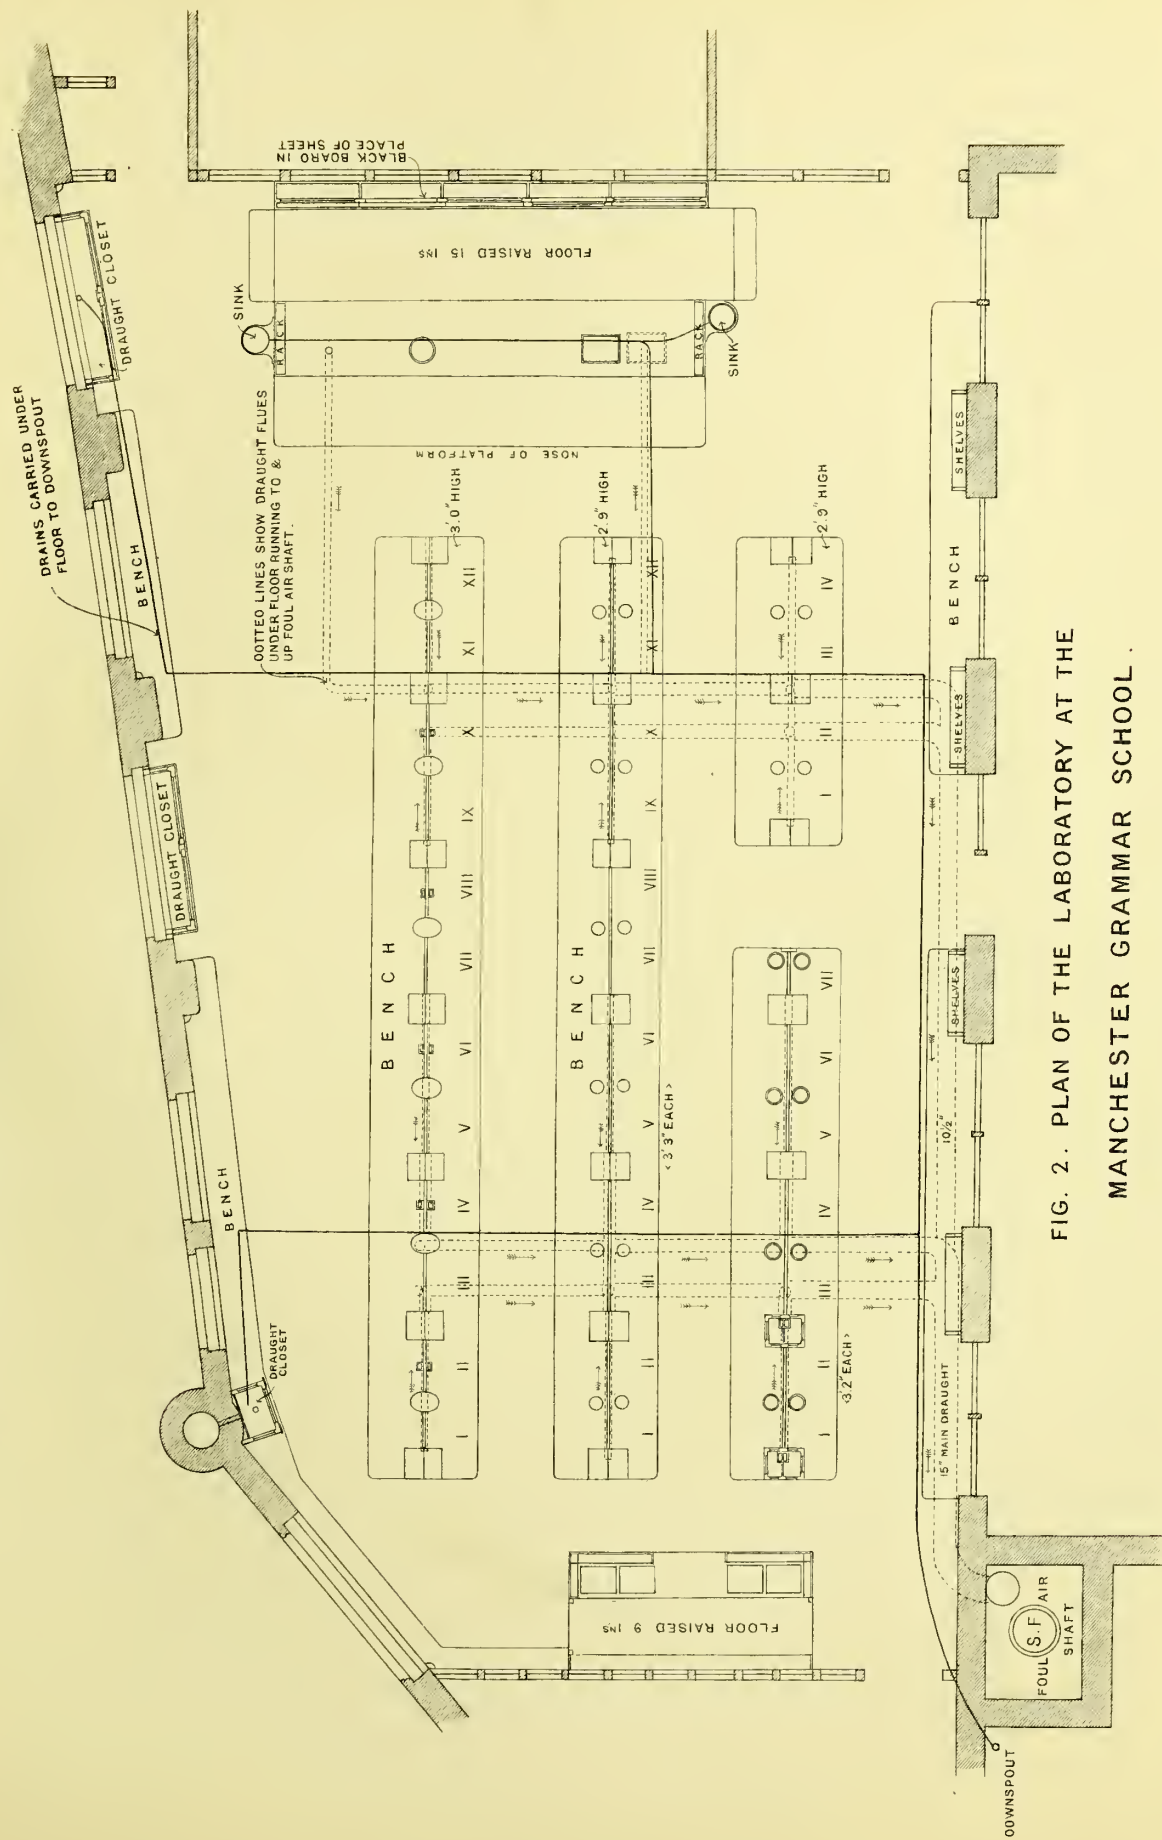 DRAINS CARRIED UNDER
FLOOR TO DOWNSPOUT
DRAUGHT CLOSET
BENCH
DRAUGHT CLOSET
BENCH
DRAUGHT
CLOSET
BLACK BOARD IN
PLACE OF SHEET
FLOOR RAISED 15 INS
SINK
RACK
RACK
SINK
NOSE OF PLATFORM
DOTTED LINES SHOW DRAUGHT FLUES
UNDER FLOOR RUNNING TO &
UP FOUL AIR SHAFT.
3'.0" HIGH
BENCH
I II III IV V VI VII VIII IX X XI XII
2'.9" HIGH
BENCH
I II III IV V VI VII VIII IX X XI XII
<3'3" EACH>
2'.9" HIGH
I II III IV
I II III IV V VI VII
<3'.2" EACH>
BENCH
SHELVES
SHELVES
SHELVES
10½"
15" MAIN DRAUGHT
FLOOR RAISED 9 INS
FOUL AIR
S.F
SHAFT
DOWNSPOUT
FIG. 2. PLAN OF THE LABORATORY AT THE
MANCHESTER GRAMMAR SCHOOL.